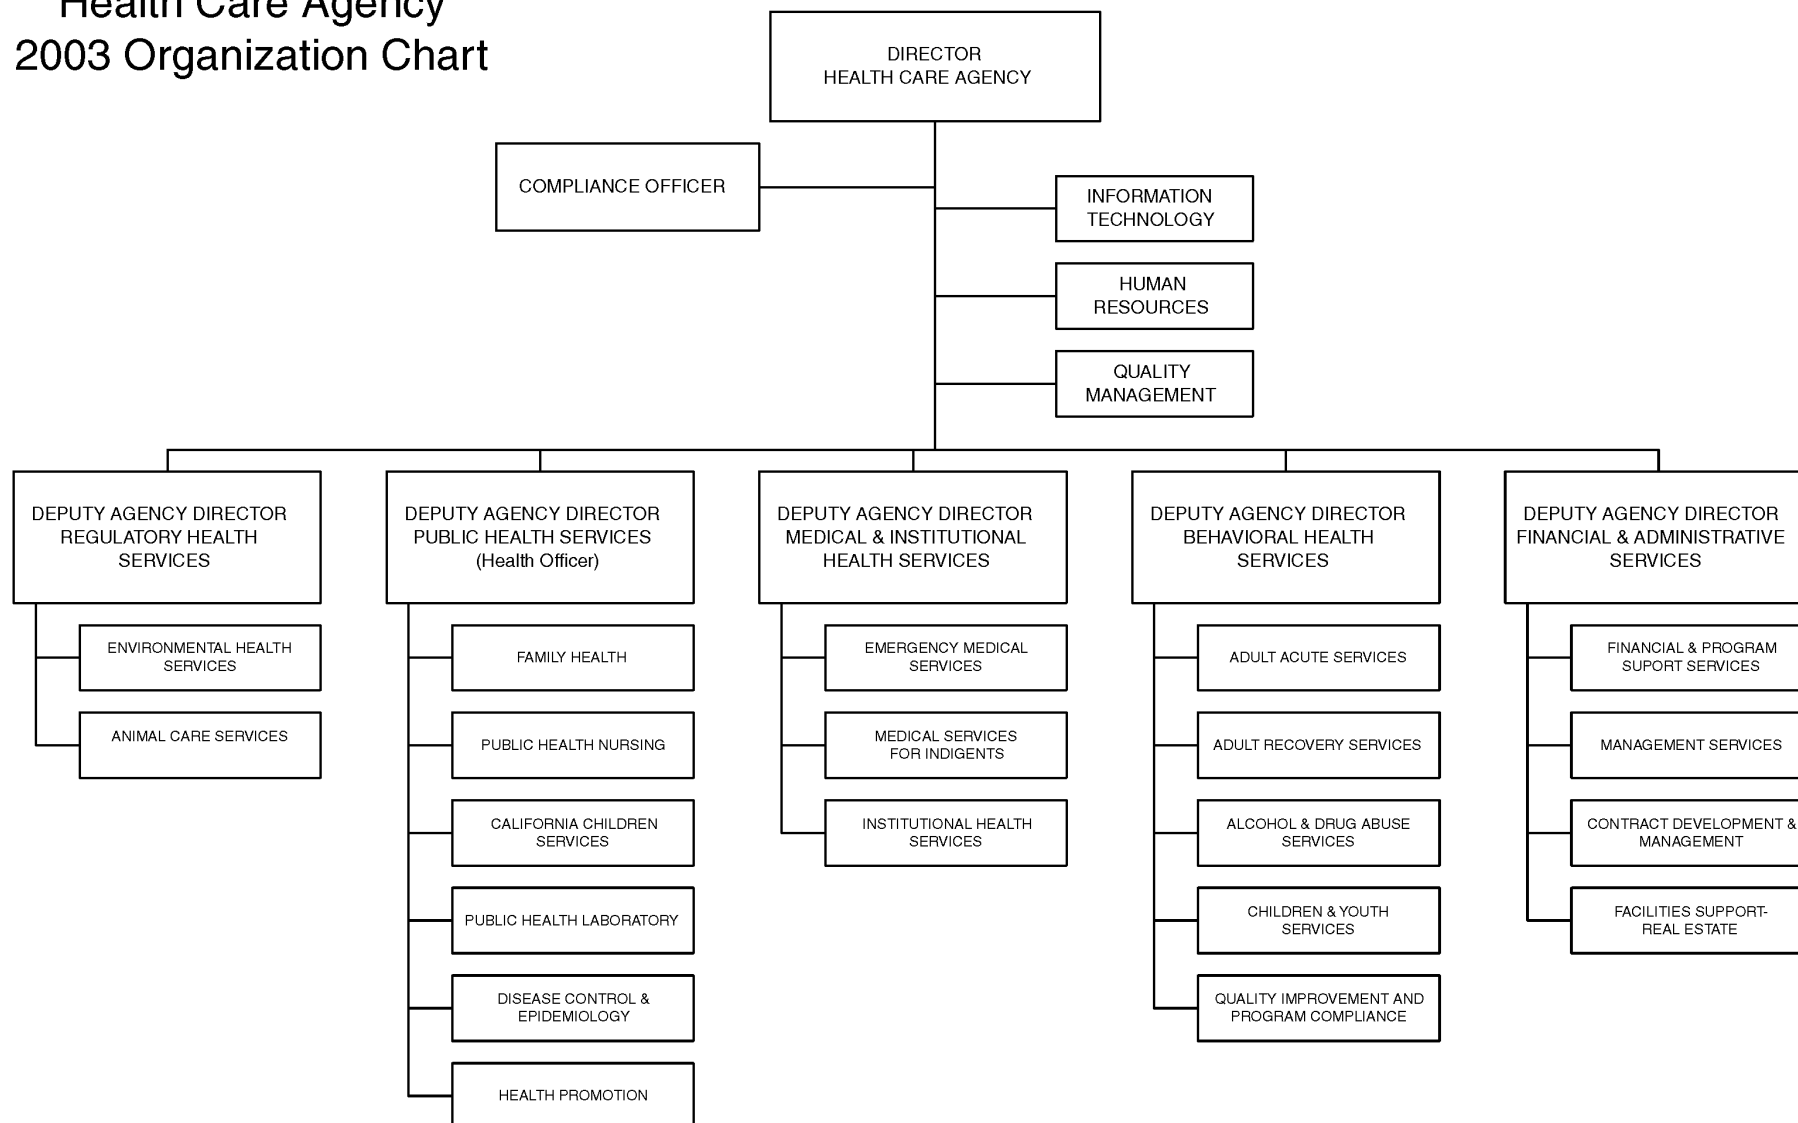 Health Care Agency
2003 Organization Chart
DIRECTOR
HEALTH CARE AGENCY
COMPLIANCE OFFICER
INFORMATION
TECHNOLOGY
HUMAN
RESOURCES
QUALITY
MANAGEMENT
DEPUTY AGENCY DIRECTOR
REGULATORY HEALTH
SERVICES
ENVIRONMENTAL HEALTH
SERVICES
ANIMAL CARE SERVICES
DEPUTY AGENCY DIRECTOR
PUBLIC HEALTH SERVICES
(Health Officer)
FAMILY HEALTH
PUBLIC HEALTH NURSING
CALIFORNIA CHILDREN
SERVICES
PUBLIC HEALTH LABORATORY
DISEASE CONTROL &
EPIDEMIOLOGY
HEALTH PROMOTION
DEPUTY AGENCY DIRECTOR
MEDICAL & INSTITUTIONAL
HEALTH SERVICES
EMERGENCY MEDICAL
SERVICES
MEDICAL SERVICES
FOR INDIGENTS
INSTITUTIONAL HEALTH
SERVICES
DEPUTY AGENCY DIRECTOR
BEHAVIORAL HEALTH
SERVICES
ADULT ACUTE SERVICES
ADULT RECOVERY SERVICES
ALCOHOL & DRUG ABUSE
SERVICES
CHILDREN & YOUTH
SERVICES
QUALITY IMPROVEMENT AND
PROGRAM COMPLIANCE
DEPUTY AGENCY DIRECTOR
FINANCIAL & ADMINISTRATIVE
SERVICES
FINANCIAL & PROGRAM
SUPORT SERVICES
MANAGEMENT SERVICES
CONTRACT DEVELOPMENT &
MANAGEMENT
FACILITIES SUPPORT-
REAL ESTATE